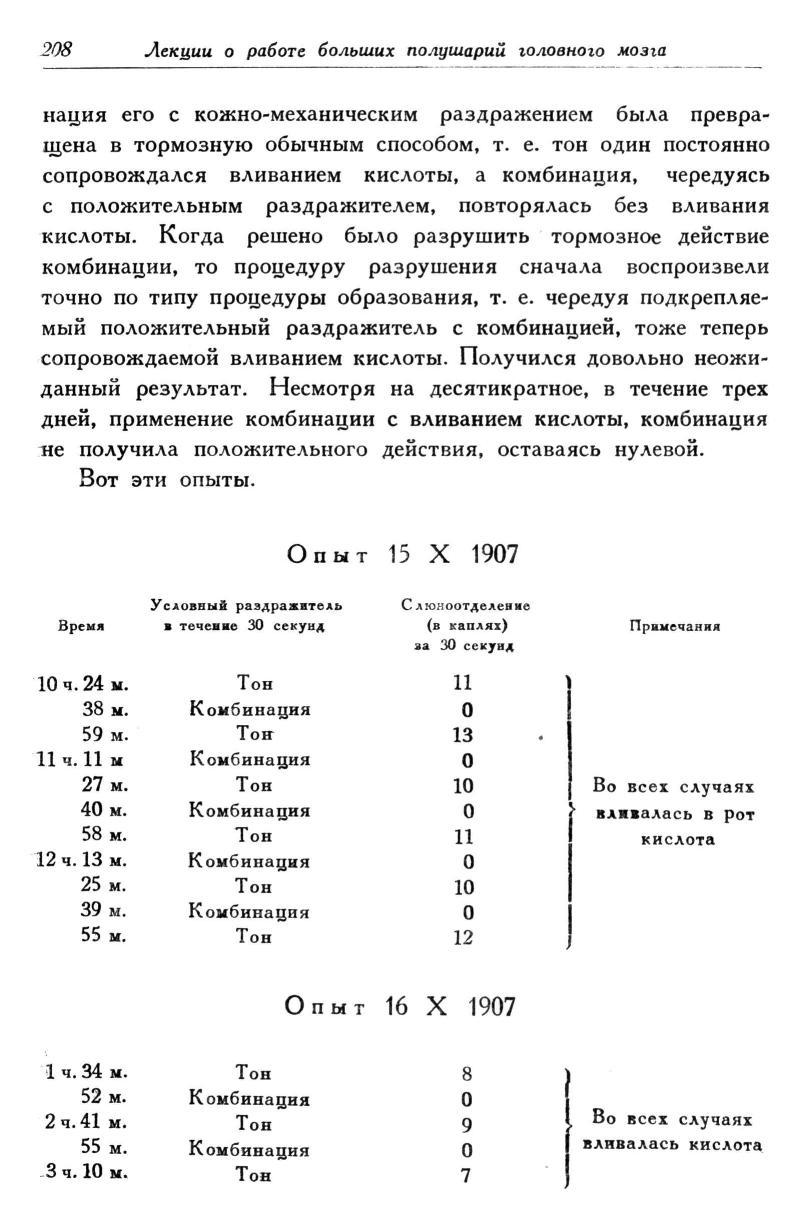 208 Лекции о работе больших полушарий головного мозга
нация его с кожно-механическим раздражением была превра-
щена в тормозную обычным способом, т. е. тон один постоянно
сопровождался вливанием кислоты, а комбинация, чередуясь
с положительным раздражителем, повторялась без вливания
кислоты. Когда решено было разрушить тормозное действие
комбинации, то процедуру разрушения сначала воспроизвели
точно по типу процедуры образования, т. е. чередуя подкрепляе-
мый положительный раздражитель с комбинацией, тоже теперь
сопровождаемой вливанием кислоты. Получился довольно неожи-
данный результат. Несмотря на десятикратное, в течение трех
дней, применение комбинации с вливанием кислоты, комбинация
не получила положительного действия, оставаясь нулевой.
Вот эти опыты.
Опыт 15 X 1907
Время Условный раздражитель в течение 30 секунд Слюноотделение (в каплях) за 30 секунд Примечания
10 ч. 24 м. Тон 11
38 м. Комбинация 0
59 м. Тон 13
11 ч. 11 м Комбинация 0
27 м. Тон 10 Во всех случаях
40 м. Комбинация 0 вливалась в рот
58 м. Тон 11 кислота
12 ч. 13 м. Комбинация 0
25 м. Тон 10
39 м. Комбинация 0
55 м. Тон 12
Опыт 16 X 1907
1 ч. 34 м. Тон 8
52 м. Комбинация 0
2 ч. 41 м. Тон 9 Во всех случаях
55 м. Комбинация 0 вливалась кислота
3 ч. 10 м. Тон 7